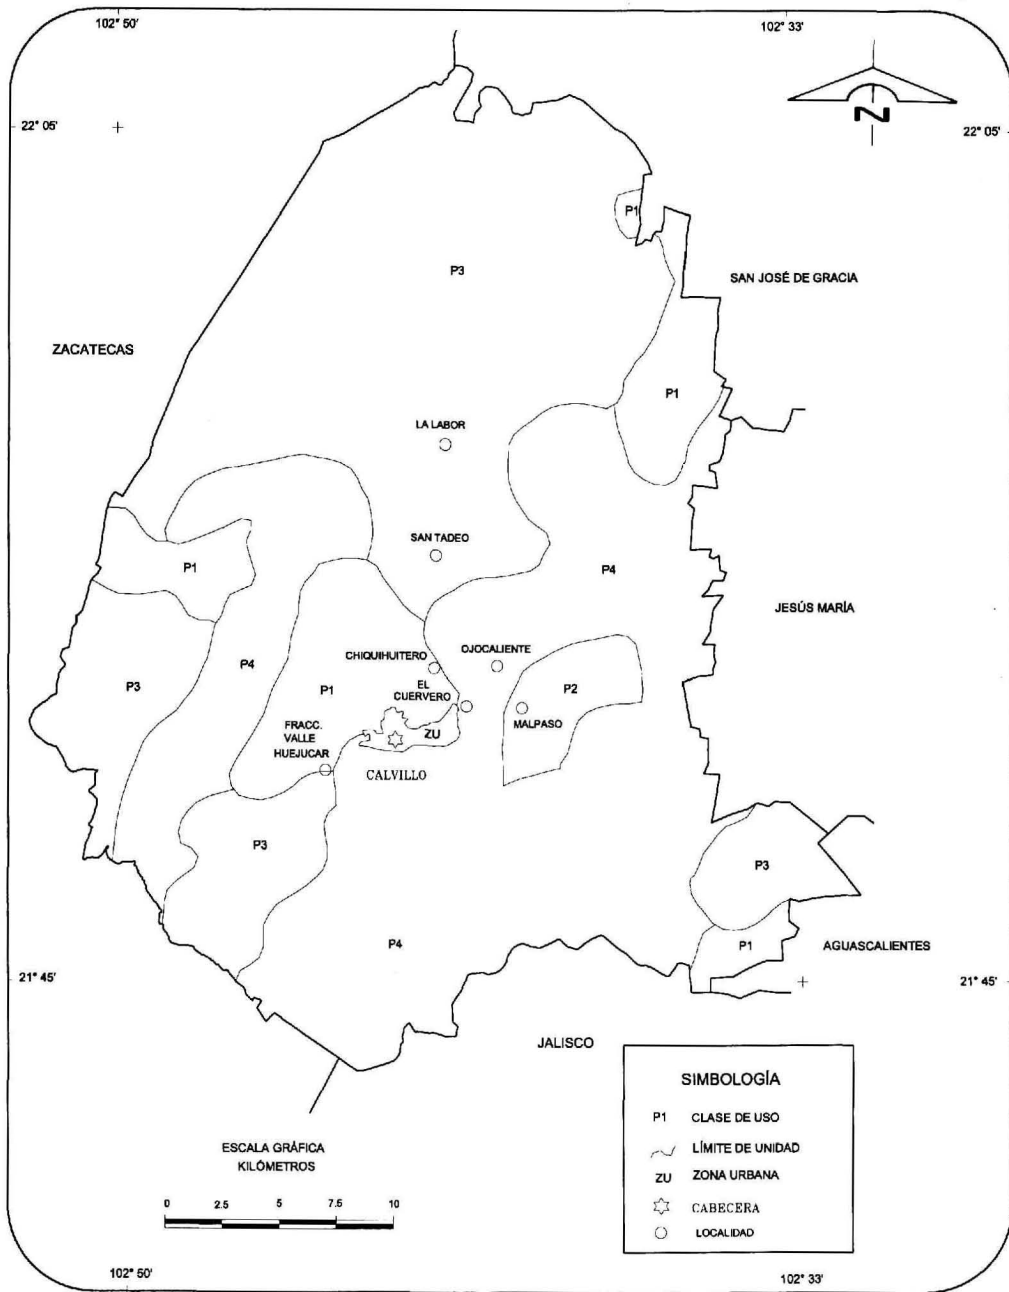 102° 50'
102° 33'
22° 05'
22° 05'
N
P1
P3
SAN JOSÉ DE GRACIA
ZACATECAS
P1
LA LABOR
SAN TADEO
P1
P4
JESÚS MARÍA
CHIQUIHUITERO
OJOCALIENTE
P4
P3
P1
EL
CUERVERO
P2
MALPASO
FRACC.
VALLE
HUEJUCAR
ZU
CALVILLO
P3
P3
P4
P1
AGUASCALIENTES
21° 45'
21° 45'
JALISCO
SIMBOLOGÍA
P1 CLASE DE USO
LÍMITE DE UNIDAD
ZU ZONA URBANA
CABECERA
LOCALIDAD
ESCALA GRÁFICA
KILÓMETROS
0 2.5 5 7.5 10
102° 50'
102° 33'